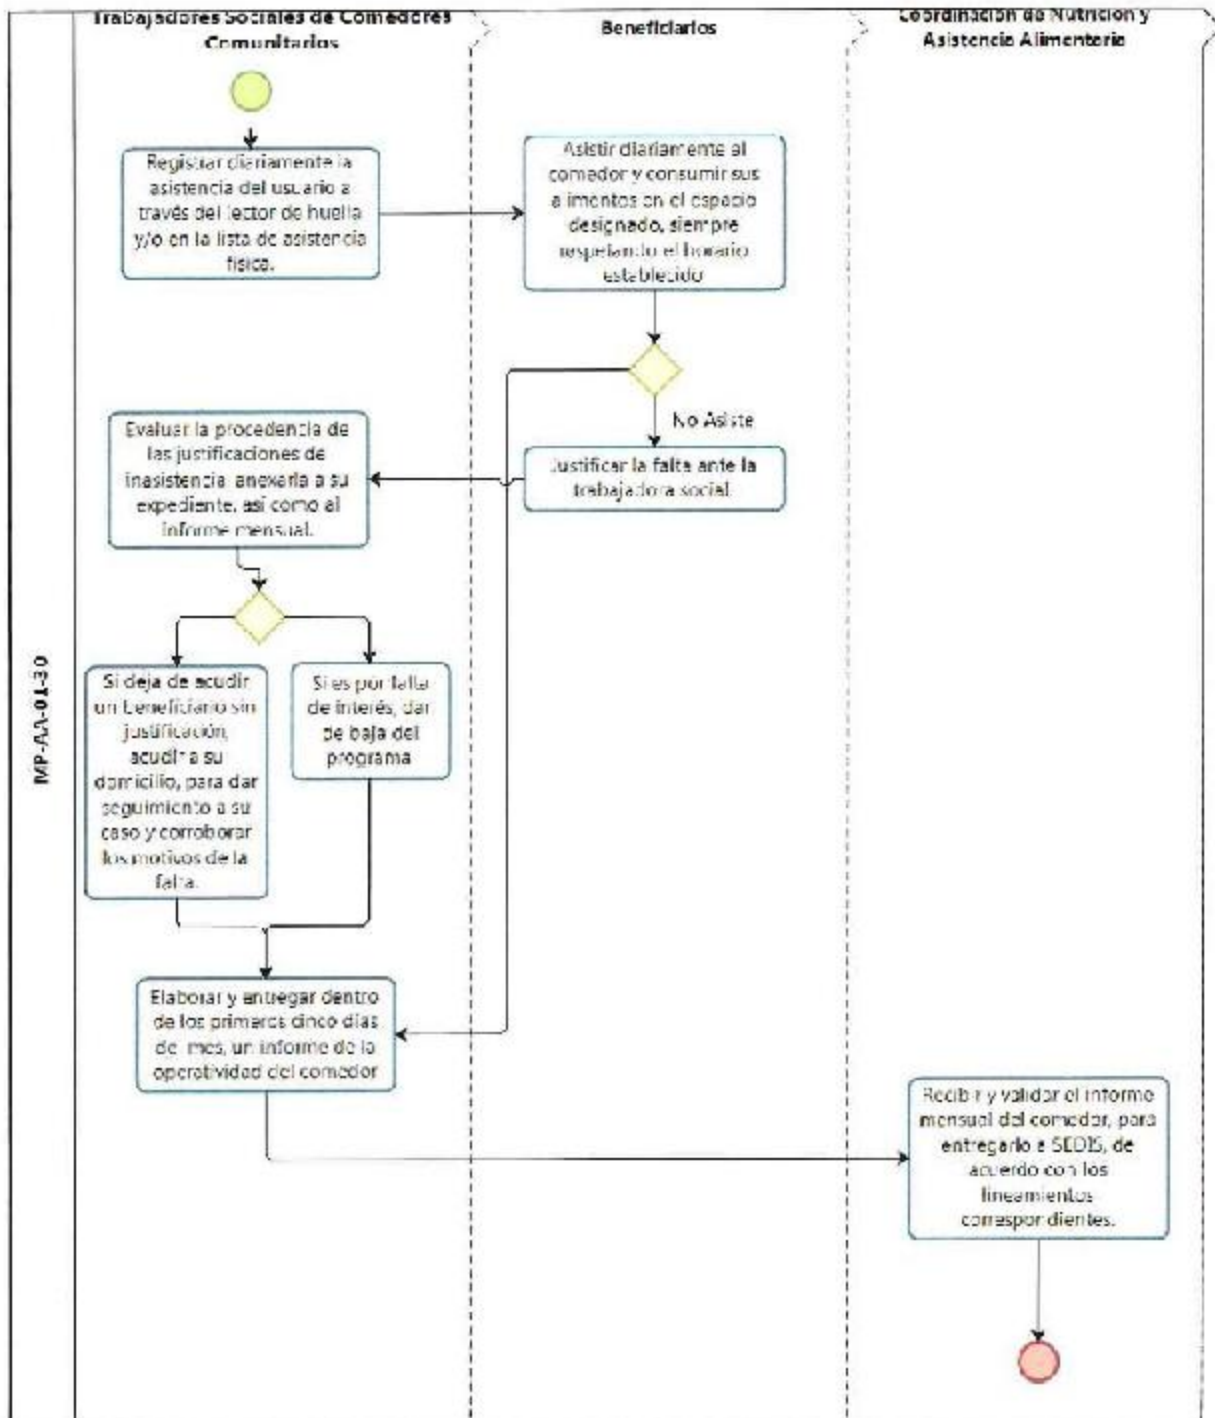 Trabajadores Sociales de Comedores
Comunitarios
Beneficiarios
Coordinación de Nutrición y
Asistencia Alimentaria
Registrar diariamente la
asistencia del usuario a
través del lector de huella
y/o en la lista de asistencia
física.
Asistir diariamente al
comedor y consumir sus
alimentos en el espacio
designado, siempre
respetando el horario
establecido
No Asiste
Justificar la falta ante la
trabajadora social
Evaluar la procedencia de
las justificaciones de
inasistencia, anexarla a su
expediente, así como al
informe mensual.
Si deja de acudir
un beneficiario sin
justificación,
acudir a su
domicilio, para dar
seguimiento a su
caso y corroborar
los motivos de la
falta.
Si es por falta
de interés, dar
de baja del
programa
Elaborar y entregar dentro
de los primeros cinco días
del mes, un informe de la
operatividad del comedor
Recibir y validar el informe
mensual del comedor, para
entregarlo a SEDIS, de
acuerdo con los
lineamientos
correspondientes.
MP-AA-01-30